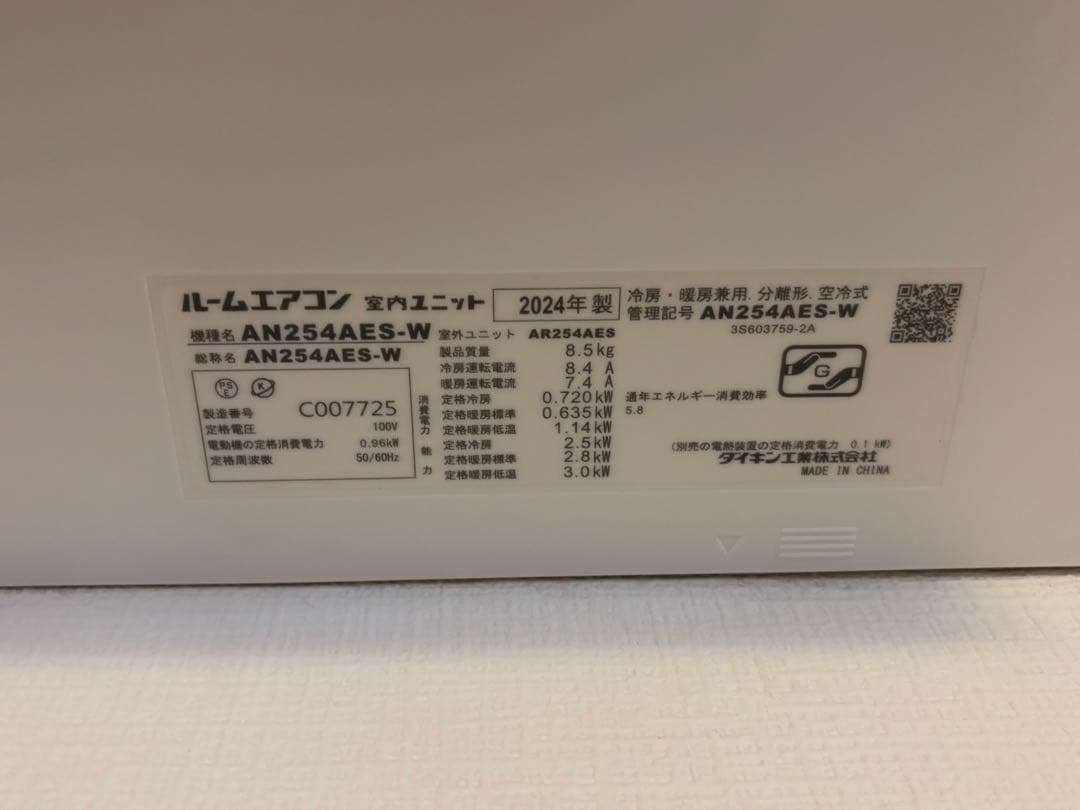 ルームエアコン 室内ユニット 2024年 製
機種名 AN254AES-W
総称名 AN254AES-W
PS E K
製造番号 C007725
定格電圧 100V
電動機の定格消費電力 0.96kW
定格周波数 50/60Hz
室外ユニット AR254AES
製品質量 8.5kg
冷房運転電流 8.4 A
暖房運転電流 7.4 A
消費電力
定格冷房 0.720kW
定格暖房標準 0.635kW
定格暖房低温 1.14kW
能力
定格冷房 2.5kW
定格暖房標準 2.8kW
定格暖房低温 3.0kW
冷房・暖房兼用. 分離形. 空冷式
管理記号 AN254AES-W
3S603759-2A
G
通年エネルギー消費効率
5.8
(別売の電熱装置の定格消費電力 0.1 kW)
ダイキン工業株式会社
MADE IN CHINA